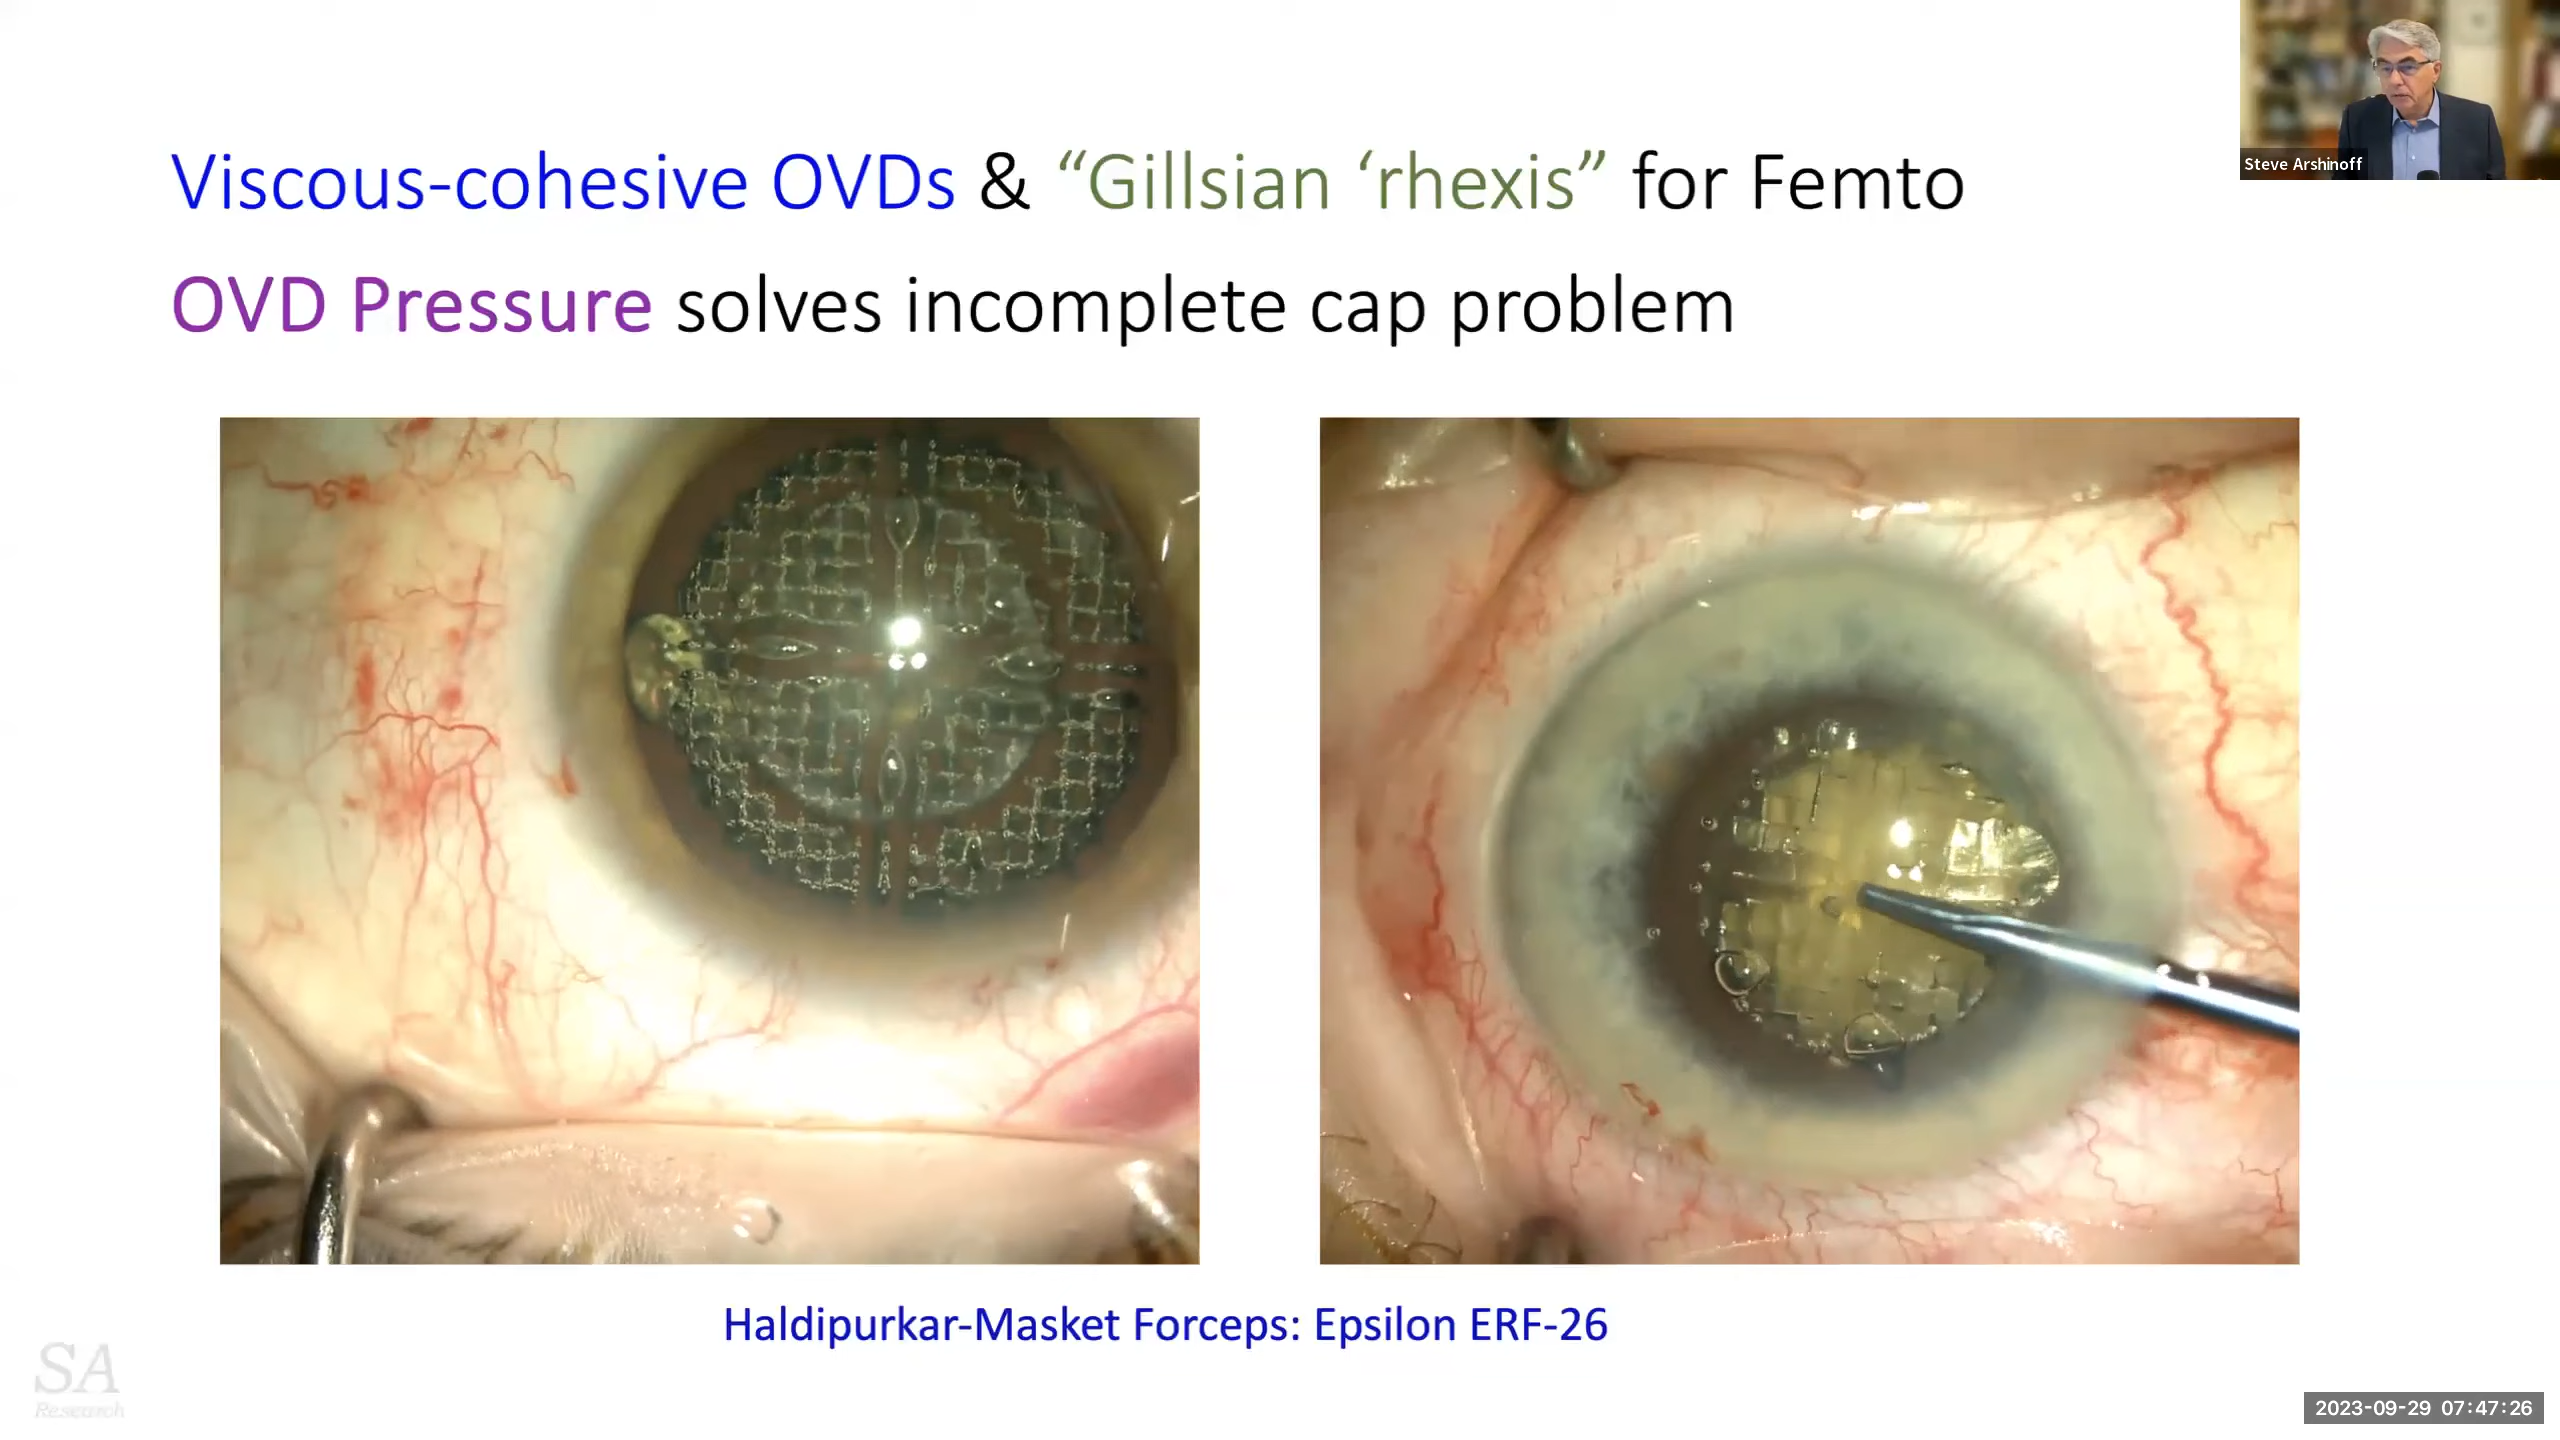 Steve Arshinoff
Viscous-cohesive OVDs & “Gillsian ‘rhexis” for Femto
OVD Pressure solves incomplete cap problem
Haldipurkar-Masket Forceps: Epsilon ERF-26
SA
Research
2023-09-29 07:47:26